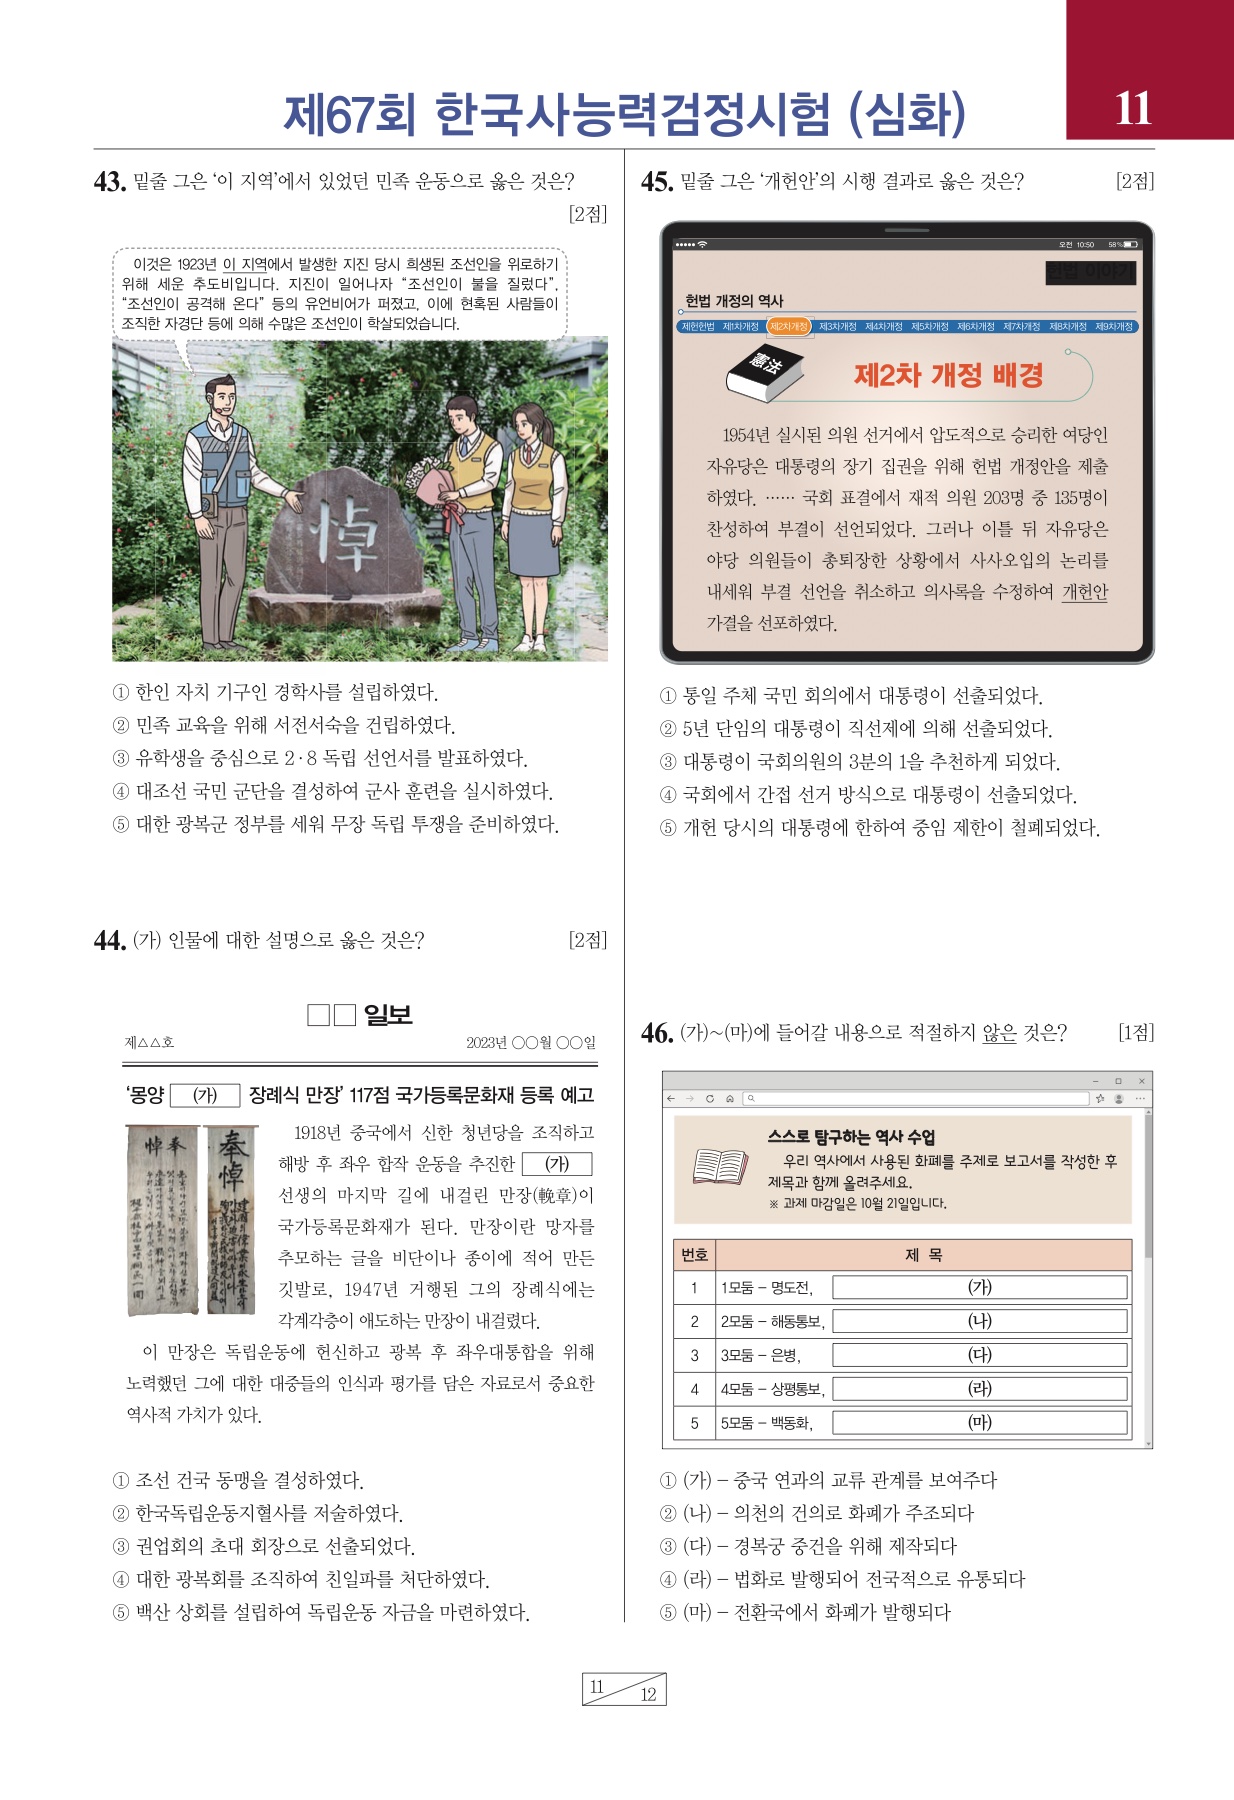 제67회 한국사능력검정시험 (심화)
11
43. 밑줄 그은 ‘이 지역’에서 있었던 민족 운동으로 옳은 것은?
[2점]
이것은 1923년 이 지역에서 발생한 지진 당시 희생된 조선인을 위로하기
위해 세운 추도비입니다. 지진이 일어나자 “조선인이 불을 질렀다”,
“조선인이 공격해 온다” 등의 유언비어가 퍼졌고, 이에 현혹된 사람들이
조직한 자경단 등에 의해 수많은 조선인이 학살되었습니다.
悼
① 한인 자치 기구인 경학사를 설립하였다.
② 민족 교육을 위해 서전서숙을 건립하였다.
③ 유학생을 중심으로 2·8 독립 선언서를 발표하였다.
④ 대조선 국민 군단을 결성하여 군사 훈련을 실시하였다.
⑤ 대한 광복군 정부를 세워 무장 독립 투쟁을 준비하였다.
44. (가) 인물에 대한 설명으로 옳은 것은? [2점]
□□ 일보
제△△호 2023년 ○○월 ○○일
‘몽양 (가) 장례식 만장’ 117점 국가등록문화재 등록 예고
奉悼
奉悼
1918년 중국에서 신한 청년당을 조직하고
해방 후 좌우 합작 운동을 추진한 (가)
선생의 마지막 길에 내걸린 만장(輓章)이
국가등록문화재가 된다. 만장이란 망자를
추모하는 글을 비단이나 종이에 적어 만든
깃발로, 1947년 거행된 그의 장례식에는
각계각층이 애도하는 만장이 내걸렸다.
이 만장은 독립운동에 헌신하고 광복 후 좌우대통합을 위해
노력했던 그에 대한 대중들의 인식과 평가를 담은 자료로서 중요한
역사적 가치가 있다.
① 조선 건국 동맹을 결성하였다.
② 한국독립운동지혈사를 저술하였다.
③ 권업회의 초대 회장으로 선출되었다.
④ 대한 광복회를 조직하여 친일파를 처단하였다.
⑤ 백산 상회를 설립하여 독립운동 자금을 마련하였다.
45. 밑줄 그은 ‘개헌안’의 시행 결과로 옳은 것은? [2점]
오전 10:50 58%
헌법 이야기
헌법 개정의 역사
제헌헌법 제1차개정 제2차개정 제3차개정 제4차개정 제5차개정 제6차개정 제7차개정 제8차개정 제9차개정
憲法
제2차 개정 배경
1954년 실시된 의원 선거에서 압도적으로 승리한 여당인
자유당은 대통령의 장기 집권을 위해 헌법 개정안을 제출
하였다. …… 국회 표결에서 재적 의원 203명 중 135명이
찬성하여 부결이 선언되었다. 그러나 이틀 뒤 자유당은
야당 의원들이 총퇴장한 상황에서 사사오입의 논리를
내세워 부결 선언을 취소하고 의사록을 수정하여 개헌안
가결을 선포하였다.
① 통일 주체 국민 회의에서 대통령이 선출되었다.
② 5년 단임의 대통령이 직선제에 의해 선출되었다.
③ 대통령이 국회의원의 3분의 1을 추천하게 되었다.
④ 국회에서 간접 선거 방식으로 대통령이 선출되었다.
⑤ 개헌 당시의 대통령에 한하여 중임 제한이 철폐되었다.
46. (가)~(마)에 들어갈 내용으로 적절하지 않은 것은? [1점]
스스로 탐구하는 역사 수업
우리 역사에서 사용된 화폐를 주제로 보고서를 작성한 후
제목과 함께 올려주세요.
※ 과제 마감일은 10월 21일입니다.
번호 제 목
1 1모둠 – 명도전, (가)
2 2모둠 – 해동통보, (나)
3 3모둠 – 은병, (다)
4 4모둠 – 상평통보, (라)
5 5모둠 – 백동화, (마)
① (가) – 중국 연과의 교류 관계를 보여주다
② (나) – 의천의 건의로 화폐가 주조되다
③ (다) – 경복궁 중건을 위해 제작되다
④ (라) – 법화로 발행되어 전국적으로 유통되다
⑤ (마) – 전환국에서 화폐가 발행되다
11
12